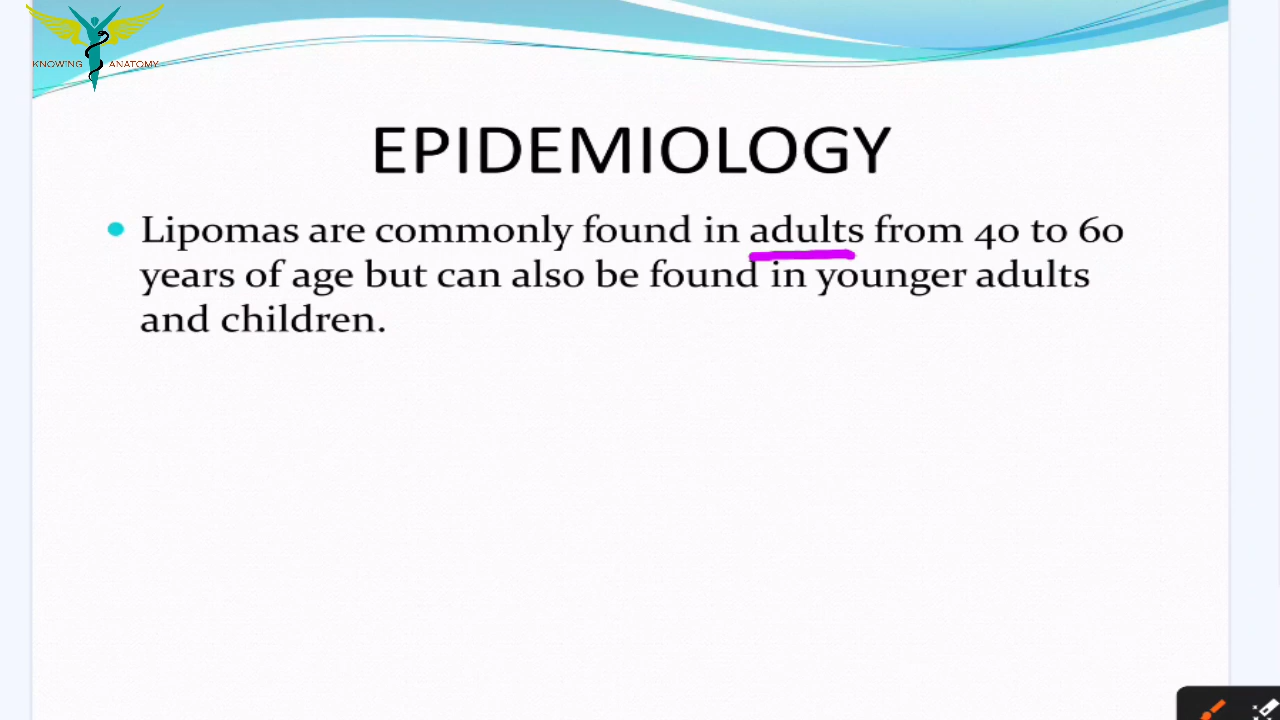 KNOWING ANATOMY
EPIDEMIOLOGY
Lipomas are commonly found in adults from 40 to 60
years of age but can also be found in younger adults
and children.